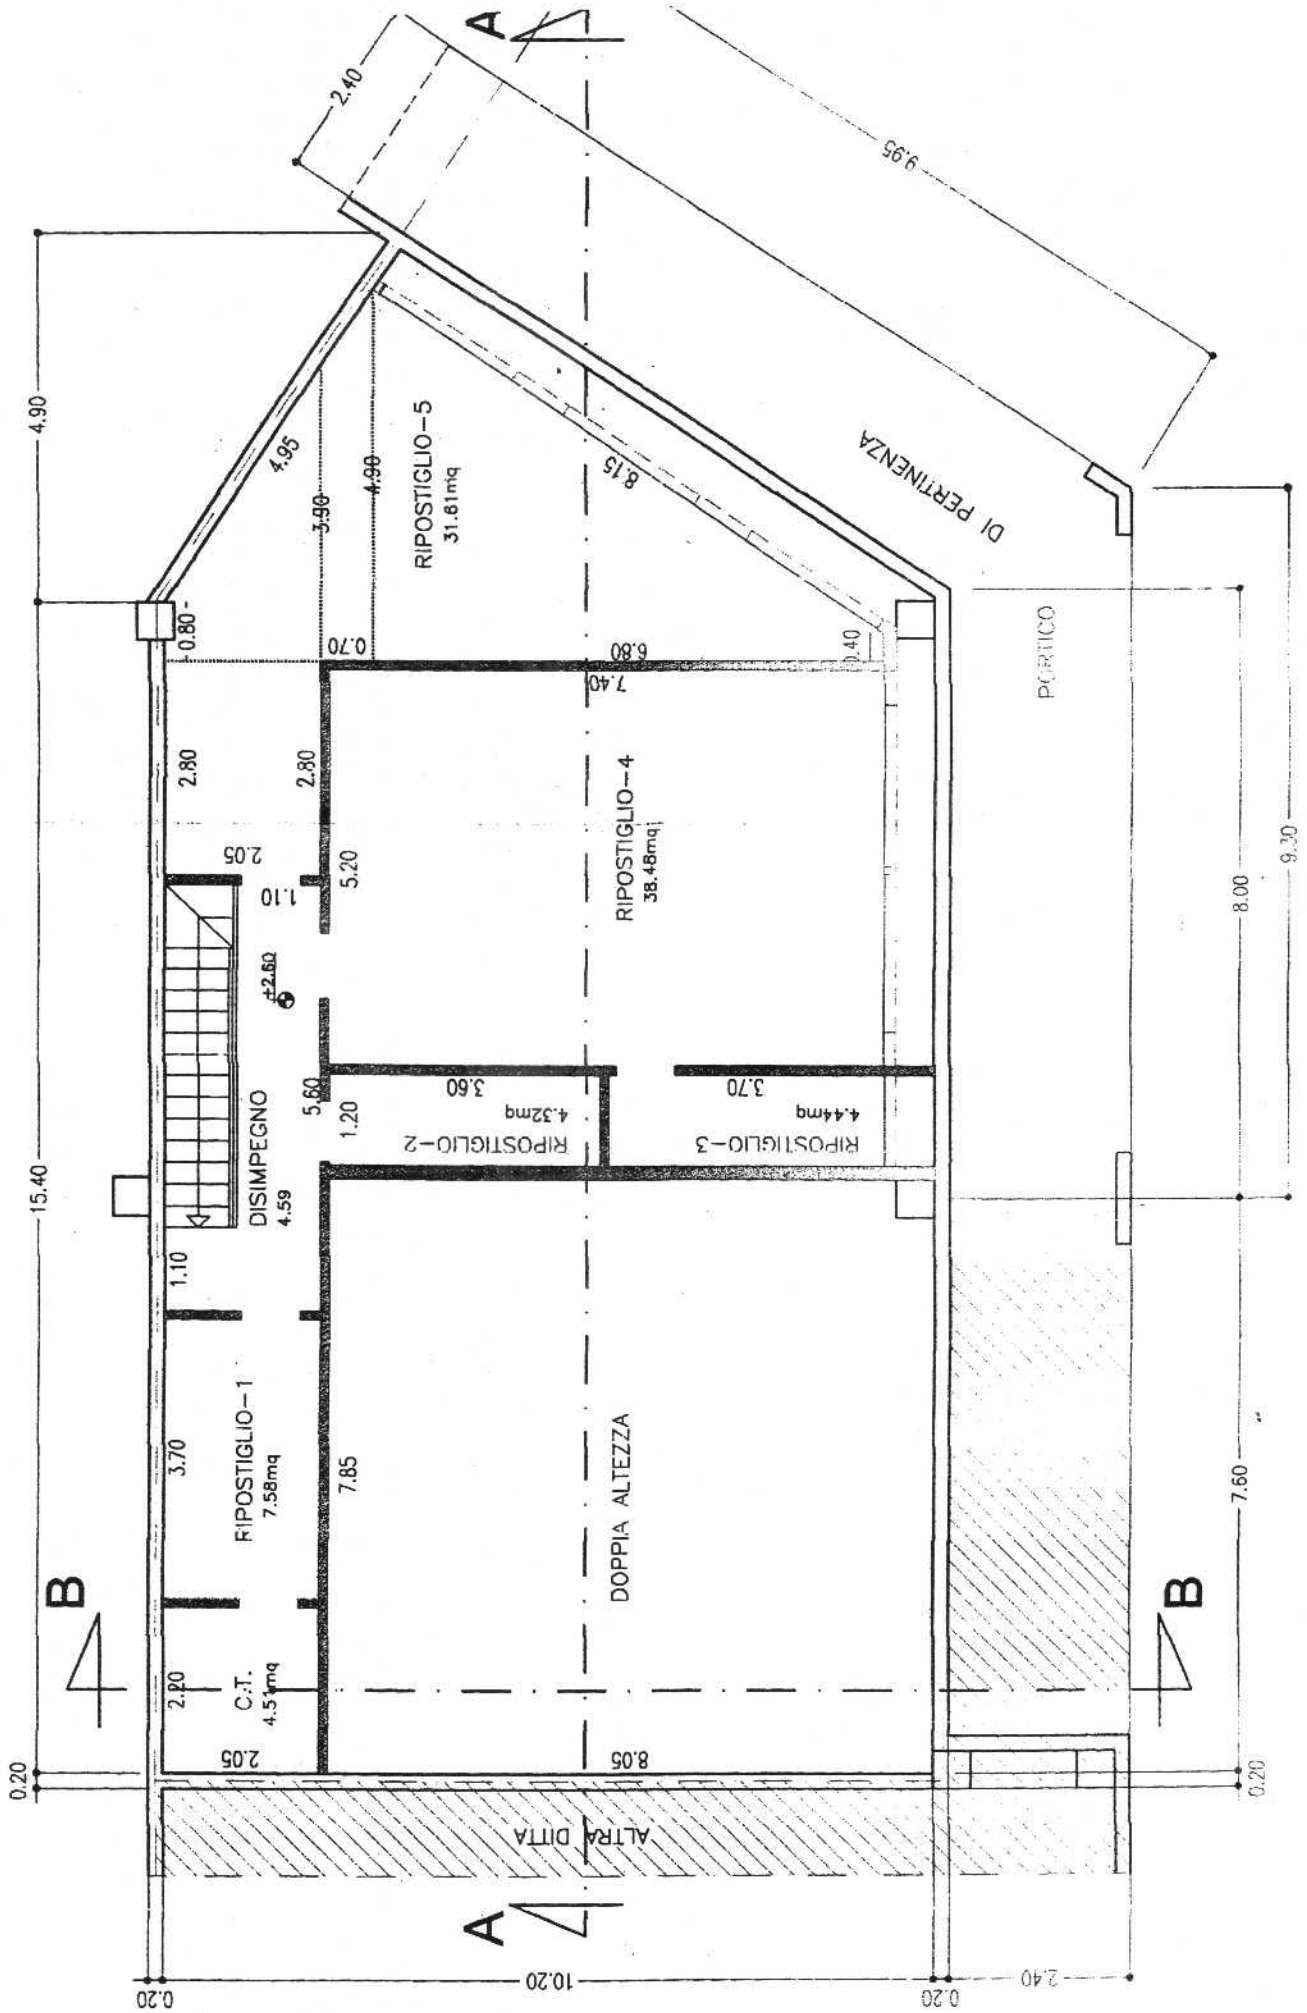 A
2.40
9.95
4.90
4.95
3.90
4.90
RIPOSTIGLIO-5
31.61mq
8.15
DI PERTINENZA
0.80
0.70
6.80
0.40
7.40
PORTICO
2.80
2.80
2.05
1.10
5.20
RIPOSTIGLIO-4
38.48mq
+2.60
15.40
8.00
9.30
DISIMPEGNO
4.59
5.60
1.20
3.60
4.32mq
RIPOSTIGLIO-2
3.70
4.44mq
RIPOSTIGLIO-3
1.10
3.70
RIPOSTIGLIO-1
7.58mq
7.85
DOPPIA ALTEZZA
7.60
B
B
2.20
C.T.
4.51mq
2.05
8.05
0.20
0.20
ALTRA DITTA
A
0.20
10.20
0.20
2.40